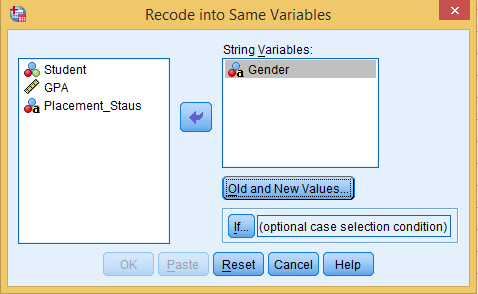 Recode into Same Variables
String Variables:
Student
GPA
Placement_Staus
Gender
Old and New Values...
If...
(optional case selection condition)
OK
Paste
Reset
Cancel
Help